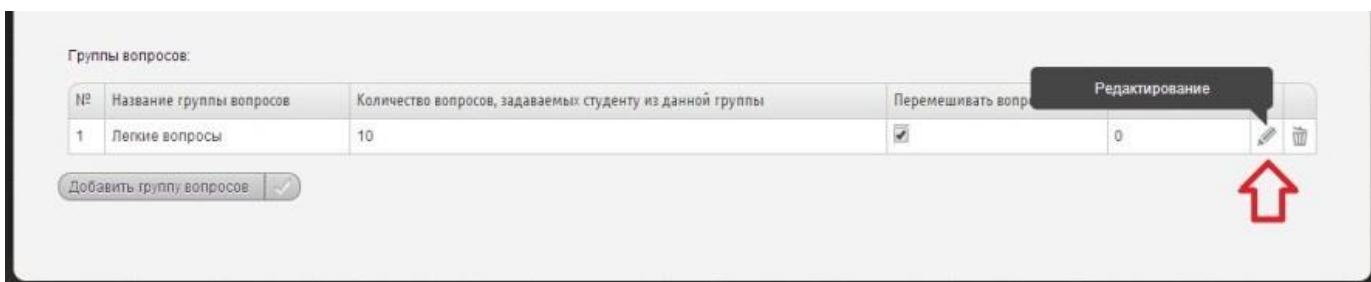 Группы вопросов:
№ Название группы вопросов Количество вопросов, задаваемых студенту из данной группы Перемешивать вопр Редактирование
1 Легкие вопросы 10 0
Добавить группу вопросов